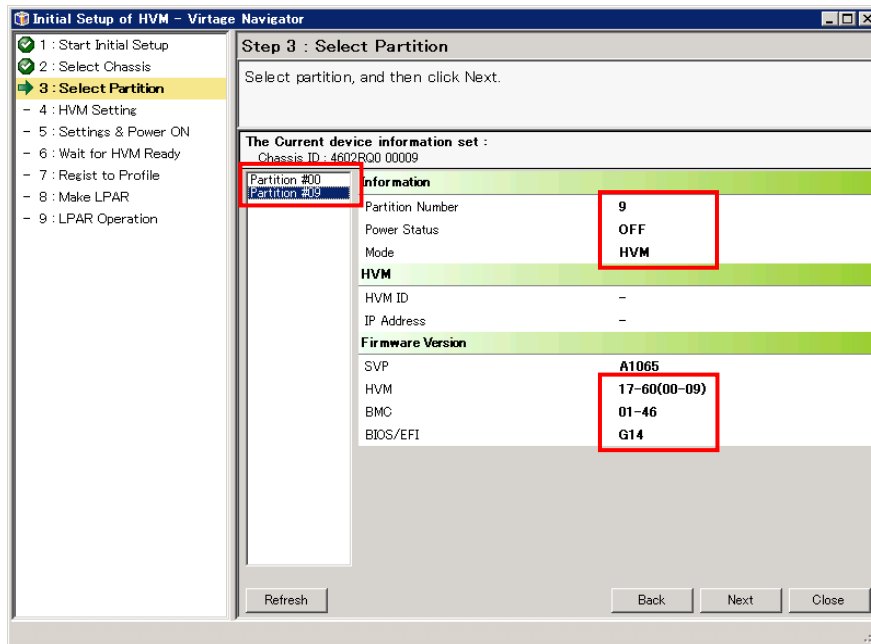 Initial Setup of HVM - Virtage Navigator
1 : Start Initial Setup
2 : Select Chassis
3 : Select Partition
- 4 : HVM Setting
- 5 : Settings & Power ON
- 6 : Wait for HVM Ready
- 7 : Regist to Profile
- 8 : Make LPAR
- 9 : LPAR Operation
Step 3 : Select Partition
Select partition, and then click Next.
The Current device information set :
Chassis ID : 4602RQ0 00009
Partition #00
Partition #09
Information
Partition Number 9
Power Status OFF
Mode HVM
HVM
HVM ID -
IP Address -
Firmware Version
SVP A1065
HVM 17-60(00-09)
BMC 01-46
BIOS/EFI G14
Refresh Back Next Close